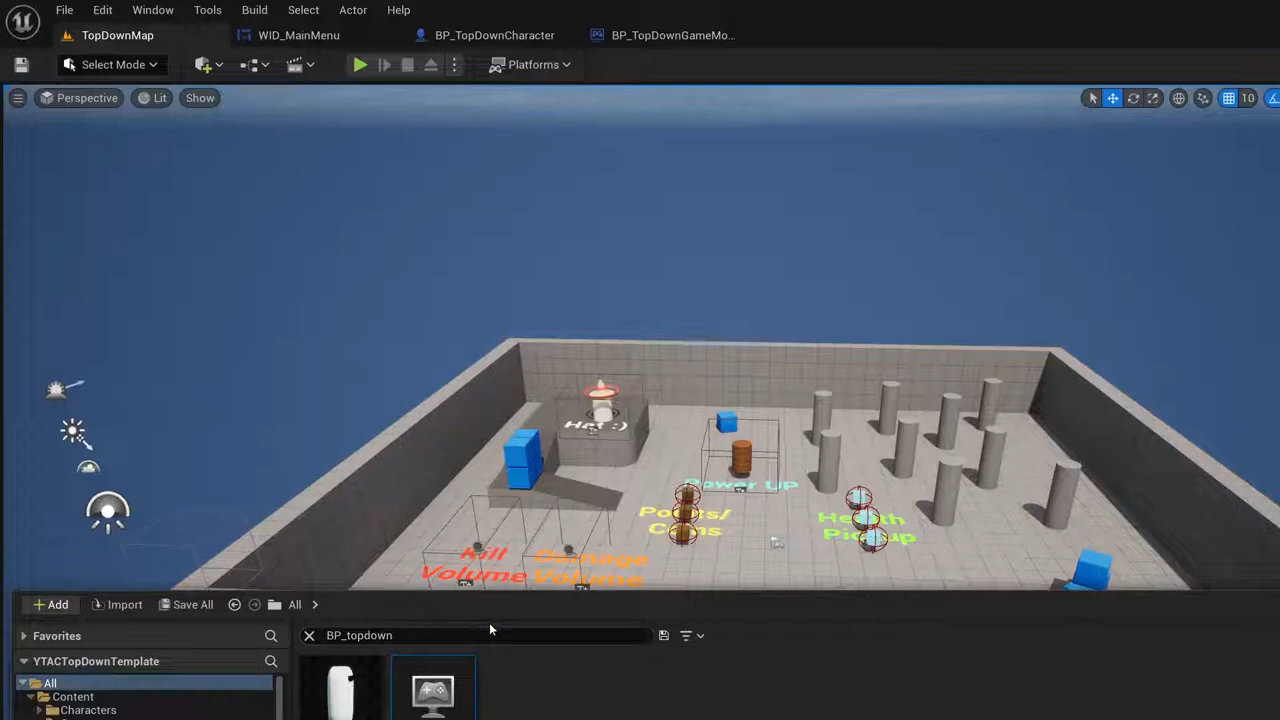 File Edit Window Tools Build Select Actor Help
TopDownMap WID_MainMenu BP_TopDownCharacter BP_TopDownGameMo...
Select Mode Platforms
Perspective Lit Show 10
Hat :)
Power UP
Points/
Coins
Health
Pickup
Kill
Volume
Damage
Volume
+ Add Import Save All All
Favorites BP_topdown
YTACTopDownTemplate
All
Content
Characters